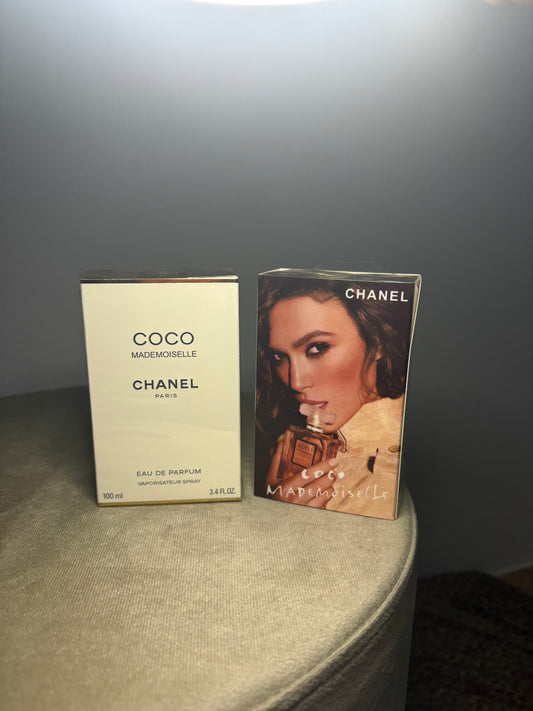 COCO
MADEMOISELLE
CHANEL
PARIS
EAU DE PARFUM
VAPORISATEUR SPRAY
100 ml 3.4 FL.OZ.
CHANEL
COCO
MADEMOISELLE